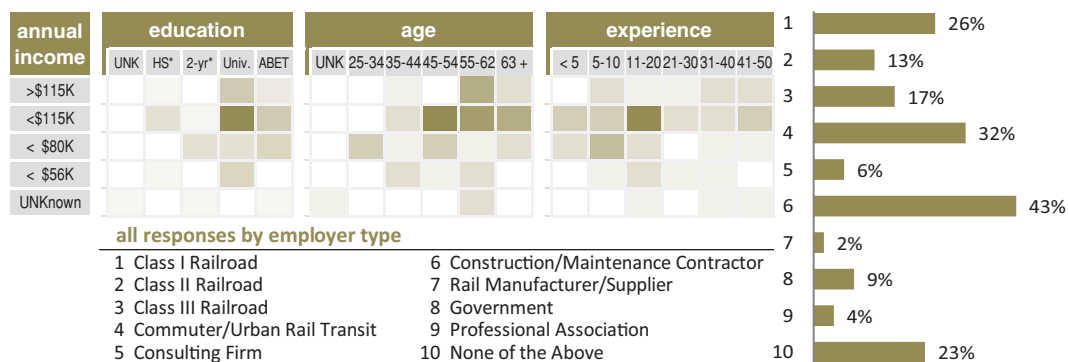 annual income
education
age
experience
UNK HS* 2-yr* Univ. ABET
UNK 25-34 35-44 45-54 55-62 63 +
< 5 5-10 11-20 21-30 31-40 41-50
>$115K
<$115K
< $80K
< $56K
UNKnown
all responses by employer type
1 Class I Railroad
2 Class II Railroad
3 Class III Railroad
4 Commuter/Urban Rail Transit
5 Consulting Firm
6 Construction/Maintenance Contractor
7 Rail Manufacturer/Supplier
8 Government
9 Professional Association
10 None of the Above
1 26%
2 13%
3 17%
4 32%
5 6%
6 43%
7 2%
8 9%
9 4%
10 23%